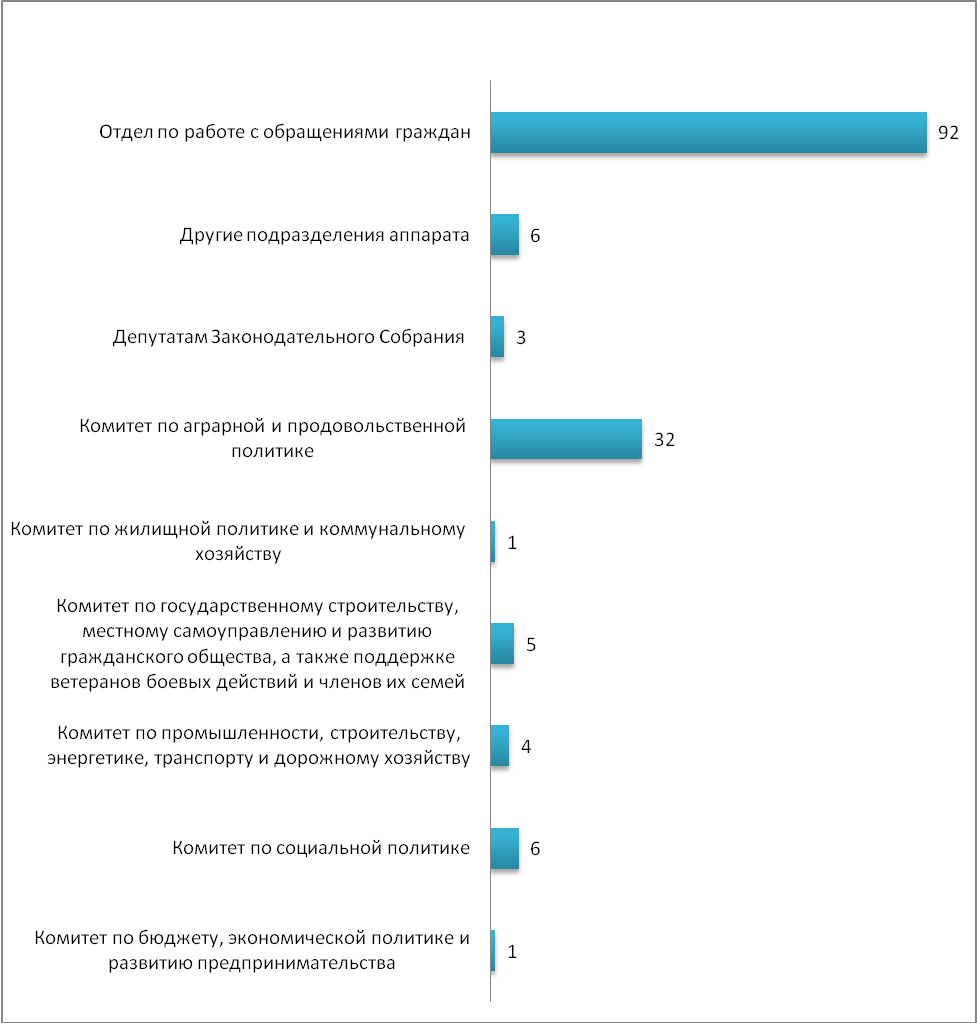 Отдел по работе с обращениями граждан
92
Другие подразделения аппарата
6
Депутатам Законодательного Собрания
3
Комитет по аграрной и продовольственной
политике
32
Комитет по жилищной политике и коммунальному
хозяйству
1
Комитет по государственному строительству,
местному самоуправлению и развитию
гражданского общества, а также поддержке
ветеранов боевых действий и членов их семей
5
Комитет по промышленности, строительству,
энергетике, транспорту и дорожному хозяйству
4
Комитет по социальной политике
6
Комитет по бюджету, экономической политике и
развитию предпринимательства
1